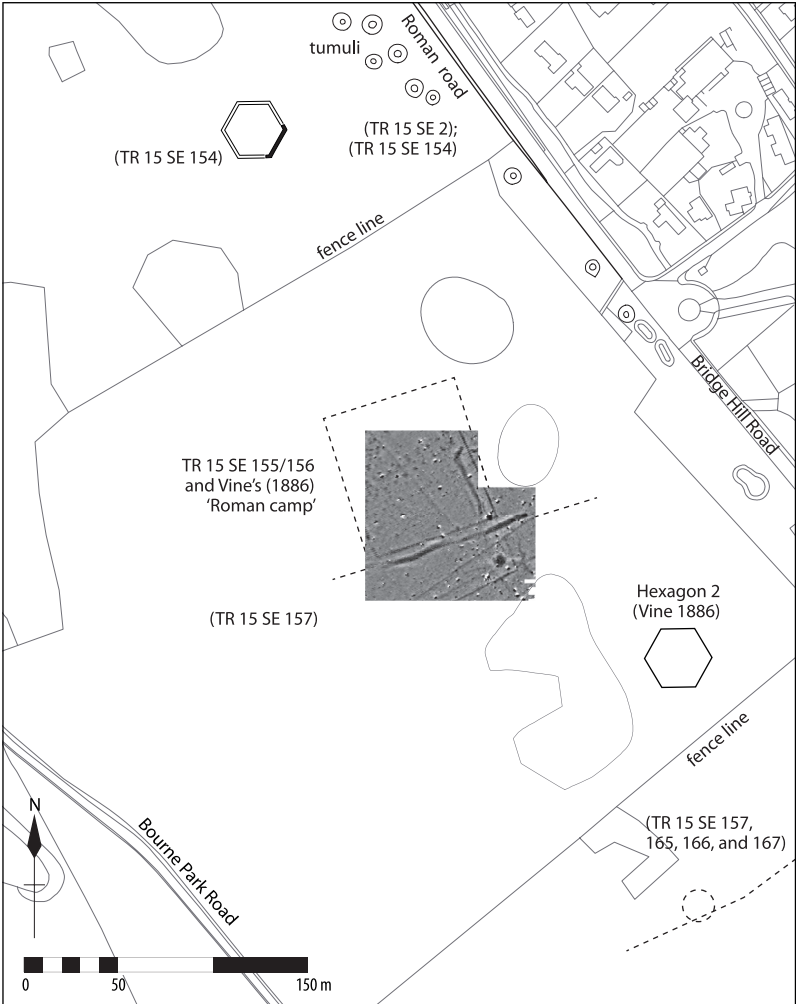 tumuli
Roman road
(TR 15 SE 2);
(TR 15 SE 154)
(TR 15 SE 154)
fence line
Bridge Hill Road
TR 15 SE 155/156
and Vine's (1886)
'Roman camp'
(TR 15 SE 157)
Hexagon 2
(Vine 1886)
fence line
(TR 15 SE 157,
165, 166, and 167)
N
Bourne Park Road
0 50 150 m